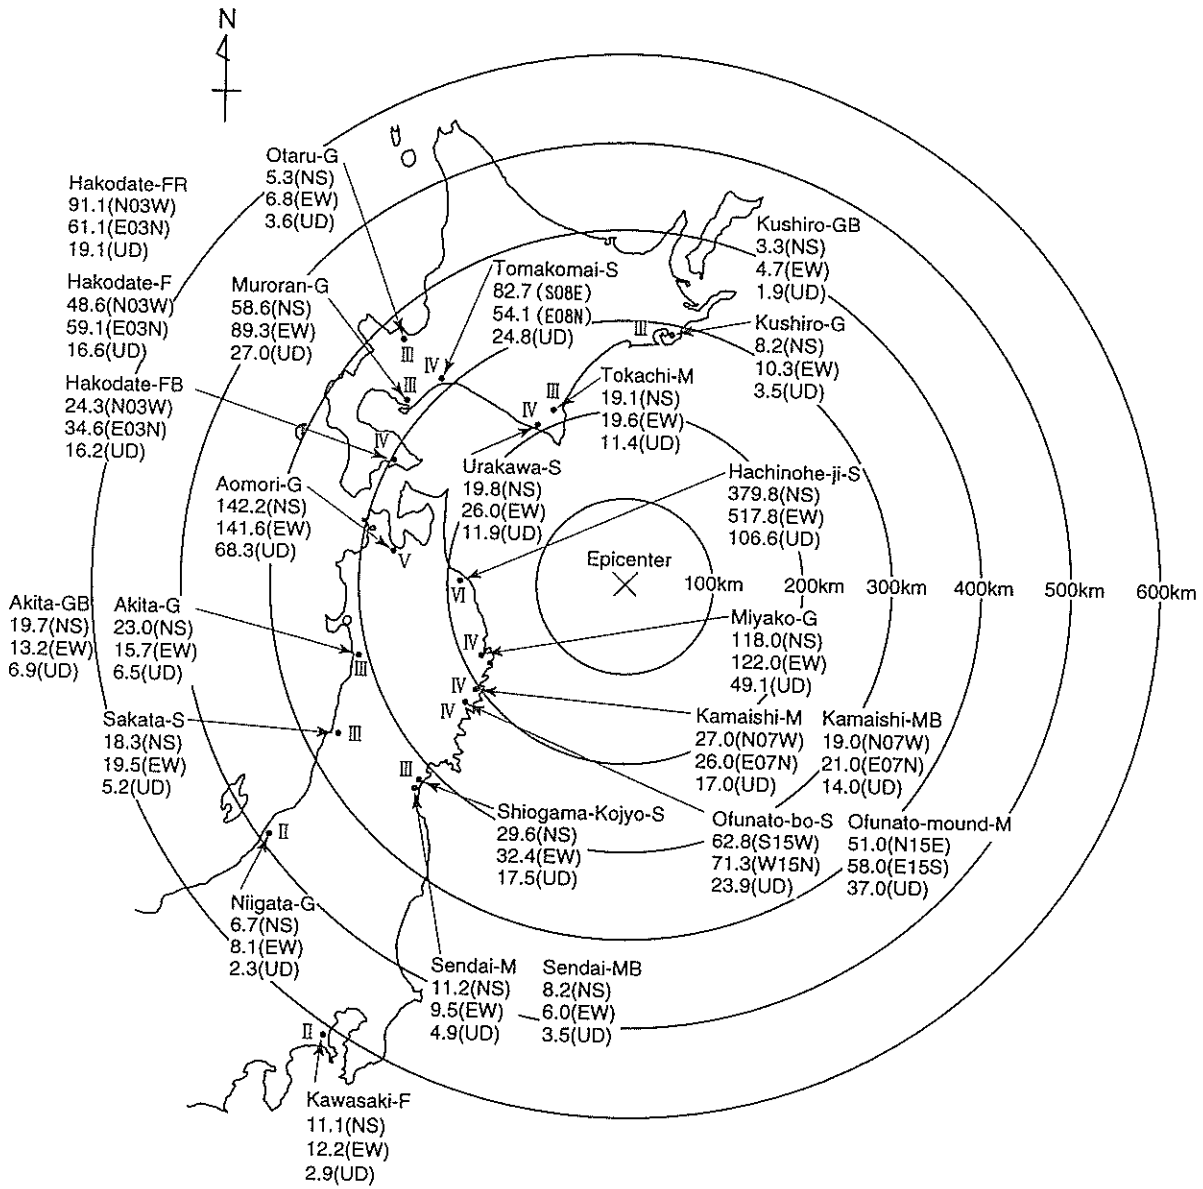 N
Otaru-G
5.3(NS)
6.8(EW)
3.6(UD)
Hakodate-FR
91.1(N03W)
61.1(E03N)
19.1(UD)
Kushiro-GB
3.3(NS)
4.7(EW)
1.9(UD)
Hakodate-F
48.6(N03W)
59.1(E03N)
16.6(UD)
Muroran-G
58.6(NS)
89.3(EW)
27.0(UD)
Tomakomai-S
82.7(S08E)
54.1(E08N)
24.8(UD)
Kushiro-G
8.2(NS)
10.3(EW)
3.5(UD)
III
III
IV
III
III
IV
IV
Hakodate-FB
24.3(N03W)
34.6(E03N)
16.2(UD)
Tokachi-M
19.1(NS)
19.6(EW)
11.4(UD)
Aomori-G
142.2(NS)
141.6(EW)
68.3(UD)
V
Urakawa-S
19.8(NS)
26.0(EW)
11.9(UD)
Hachinohe-ji-S
379.8(NS)
517.8(EW)
106.6(UD)
VI
Epicenter
100km
200km
300km
400km
500km
600km
Akita-GB
19.7(NS)
13.2(EW)
6.9(UD)
Akita-G
23.0(NS)
15.7(EW)
6.5(UD)
III
IV
Miyako-G
118.0(NS)
122.0(EW)
49.1(UD)
IV
IV
Sakata-S
18.3(NS)
19.5(EW)
5.2(UD)
III
Kamaishi-M
27.0(N07W)
26.0(E07N)
17.0(UD)
Kamaishi-MB
19.0(N07W)
21.0(E07N)
14.0(UD)
III
Shiogama-Kojyo-S
29.6(NS)
32.4(EW)
17.5(UD)
Ofunato-bo-S
62.8(S15W)
71.3(W15N)
23.9(UD)
Ofunato-mound-M
51.0(N15E)
58.0(E15S)
37.0(UD)
II
Niigata-G
6.7(NS)
8.1(EW)
2.3(UD)
Sendai-M
11.2(NS)
9.5(EW)
4.9(UD)
Sendai-MB
8.2(NS)
6.0(EW)
3.5(UD)
II
Kawasaki-F
11.1(NS)
12.2(EW)
2.9(UD)